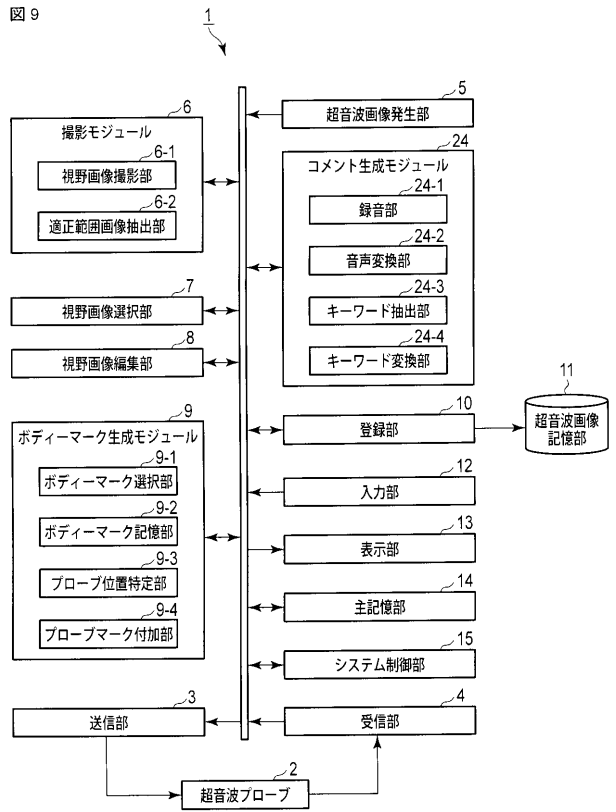 図9
1
6
撮影モジュール
6-1
視野画像撮影部
6-2
適正範囲画像抽出部
7
視野画像選択部
8
視野画像編集部
9
ボディーマーク生成モジュール
9-1
ボディーマーク選択部
9-2
ボディーマーク記憶部
9-3
プローブ位置特定部
9-4
プローブマーク付加部
3
送信部
5
超音波画像発生部
24
コメント生成モジュール
24-1
録音部
24-2
音声変換部
24-3
キーワード抽出部
24-4
キーワード変換部
10
登録部
11
超音波画像
記憶部
12
入力部
13
表示部
14
主記憶部
15
システム制御部
4
受信部
2
超音波プローブ